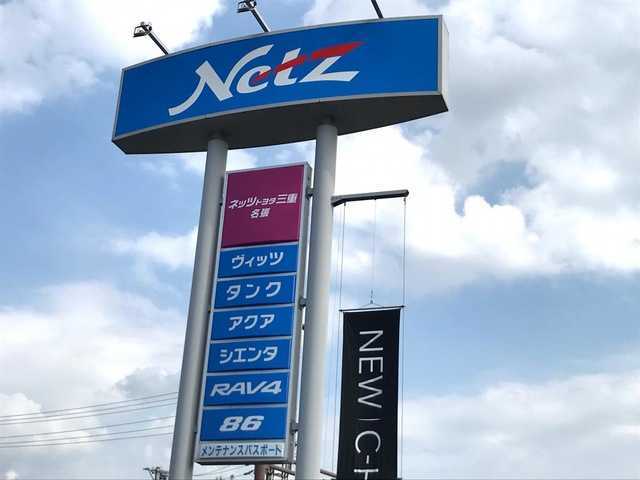 Netz
ネッツトヨタ三重
名張
ヴィッツ
タンク
アクア
シエンタ
RAV4
86
メンテナンスパスポート
NEW C-H